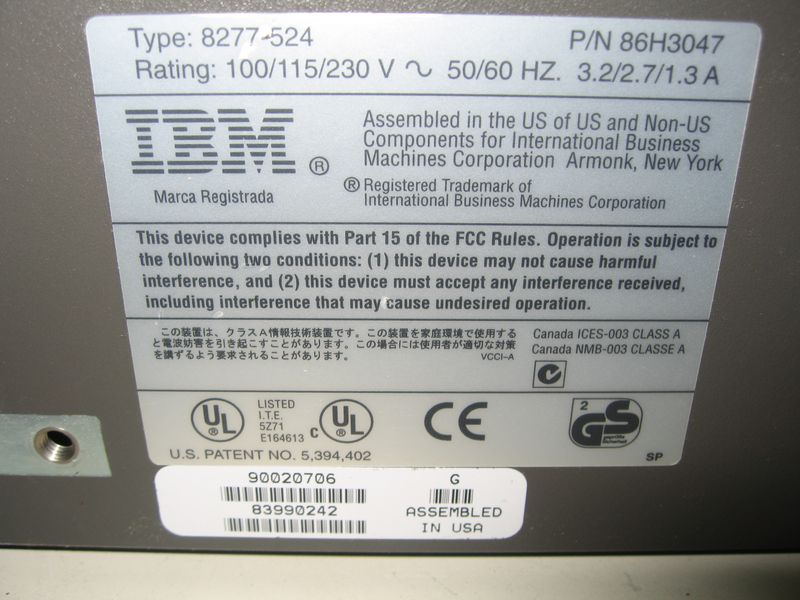 Type: 8277-524 P/N 86H3047
Rating: 100/115/230 V ∿ 50/60 HZ. 3.2/2.7/1.3 A
IBM ®
Marca Registrada
Assembled in the US of US and Non-US
Components for International Business
Machines Corporation Armonk, New York
® Registered Trademark of
International Business Machines Corporation
This device complies with Part 15 of the FCC Rules. Operation is subject to
the following two conditions: (1) this device may not cause harmful
interference, and (2) this device must accept any interference received,
including interference that may cause undesired operation.
この装置は、クラスA情報技術装置です。この装置を家庭環境で使用する
と電波妨害を引き起こすことがあります。この場合には使用者が適切な対策
を講ずるよう要求されることがあります。 VCCI-A
Canada ICES-003 CLASS A
Canada NMB-003 CLASSE A
UL ®
LISTED
I.T.E.
5Z71
E164613
C UL ®
CE
2
GS
geprüfte
Sicherheit
U.S. PATENT NO. 5,394,402
SP
90020706
83990242
G
ASSEMBLED
IN USA